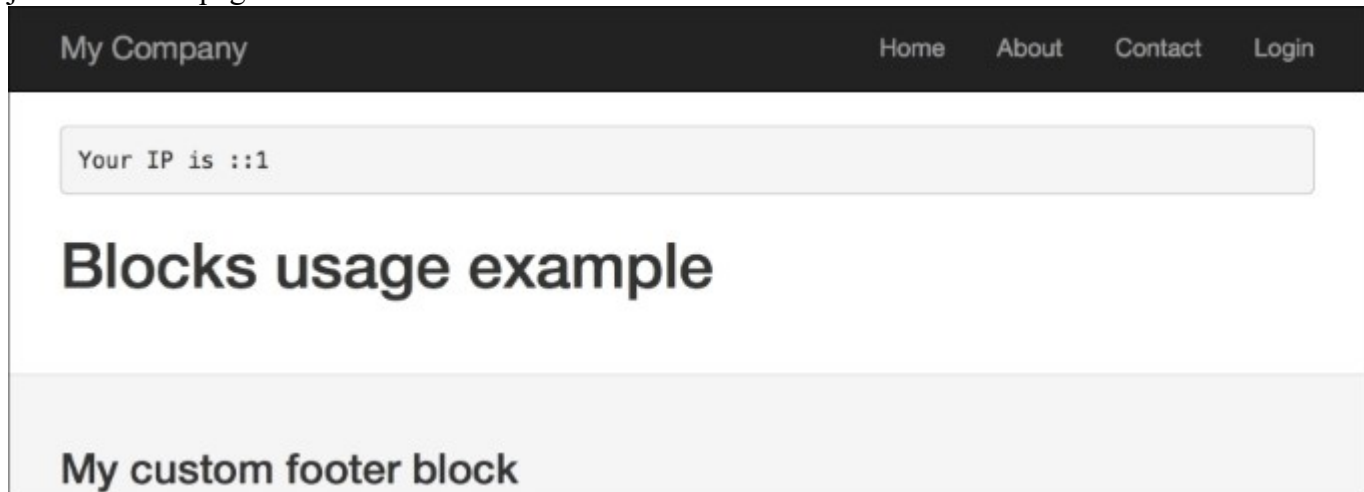 My Company Home About Contact Login
Your IP is ::1
Blocks usage example
My custom footer block